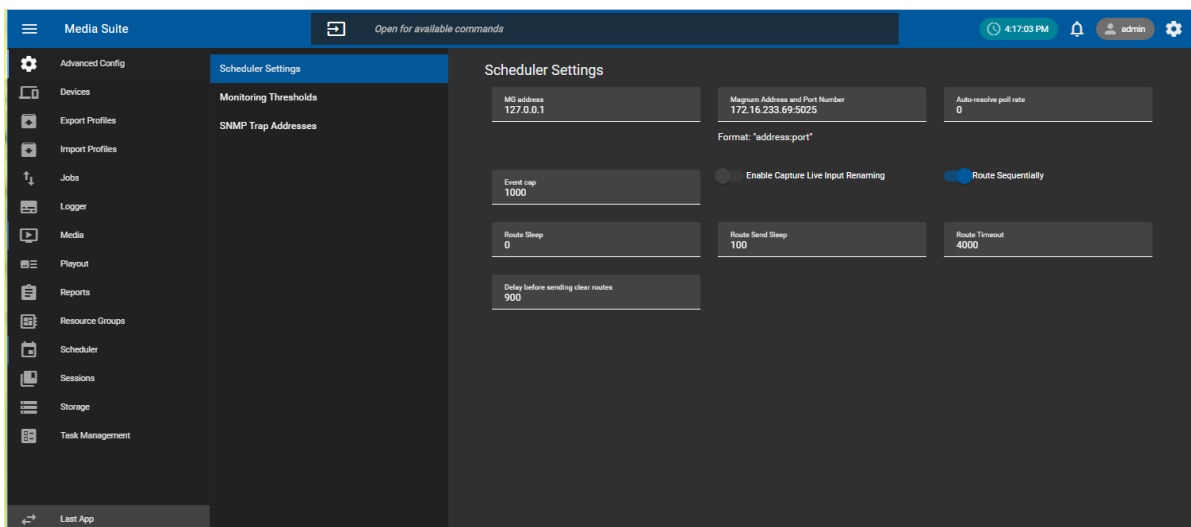 Media Suite
Open for available commands
4:17:03 PM
admin
Advanced Config
Devices
Export Profiles
Import Profiles
Jobs
Logger
Media
Playout
Reports
Resource Groups
Scheduler
Sessions
Storage
Task Management
Last App
Scheduler Settings
Monitoring Thresholds
SNMP Trap Addresses
Scheduler Settings
MG address
127.0.0.1
Magnum Address and Port Number
172.16.233.69:5025
Format: "address:port"
Auto-resolve poll rate
0
Event cap
1000
Enable Capture Live Input Renaming
Route Sequentially
Route Sleep
0
Route Send Sleep
100
Route Timeout
4000
Delay before sending clear routes
900